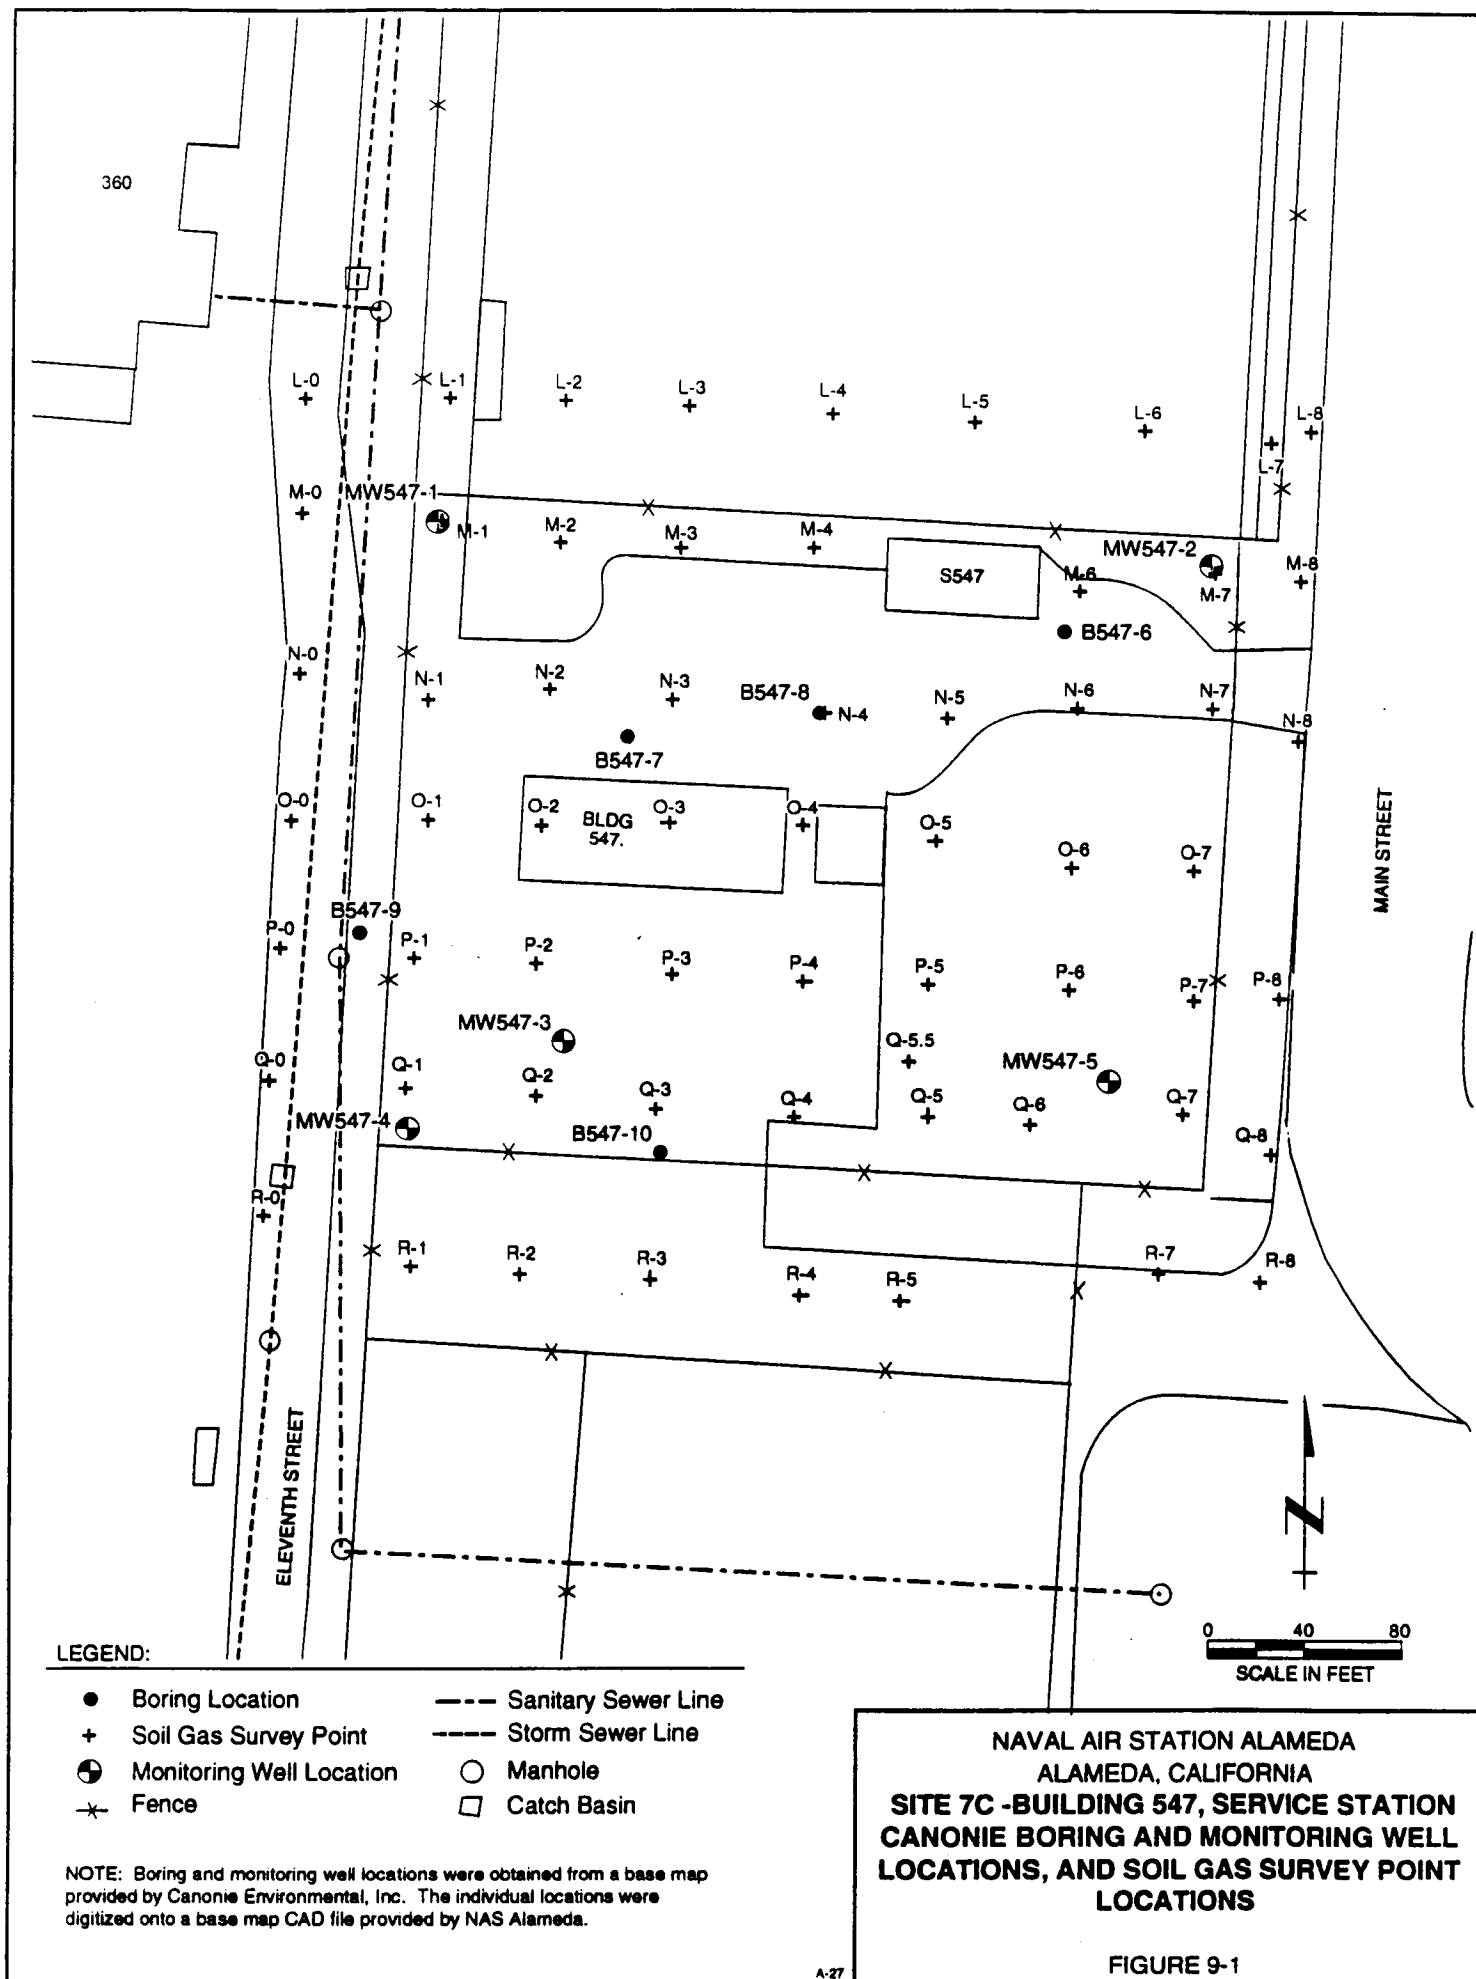 360
L-0
L-1
L-2
L-3
L-4
L-5
L-6
L-8
L-7
M-0
MW547-1
M-1
M-2
M-3
M-4
S547
MW547-2
M-6
M-7
M-8
B547-6
N-0
N-1
N-2
N-3
B547-8
N-4
N-5
N-6
N-7
N-8
B547-7
O-0
O-1
O-2
BLDG
547.
O-3
O-4
O-5
O-6
O-7
MAIN STREET
B547-9
P-0
P-1
P-2
P-3
P-4
P-5
P-6
P-7
P-8
MW547-3
Q-5.5
MW547-5
O-0
Q-1
Q-2
Q-3
Q-4
Q-5
Q-6
Q-7
MW547-4
B547-10
Q-8
R-0
R-1
R-2
R-3
R-4
R-5
R-7
R-8
ELEVENTH STREET
N
0 40 80
SCALE IN FEET
LEGEND:
Boring Location
Sanitary Sewer Line
Soil Gas Survey Point
Storm Sewer Line
Monitoring Well Location
Manhole
Fence
Catch Basin
NOTE: Boring and monitoring well locations were obtained from a base map
provided by Canonie Environmental, Inc. The individual locations were
digitized onto a base map CAD file provided by NAS Alameda.
A-27
NAVAL AIR STATION ALAMEDA
ALAMEDA, CALIFORNIA
SITE 7C -BUILDING 547, SERVICE STATION
CANONIE BORING AND MONITORING WELL
LOCATIONS, AND SOIL GAS SURVEY POINT
LOCATIONS
FIGURE 9-1